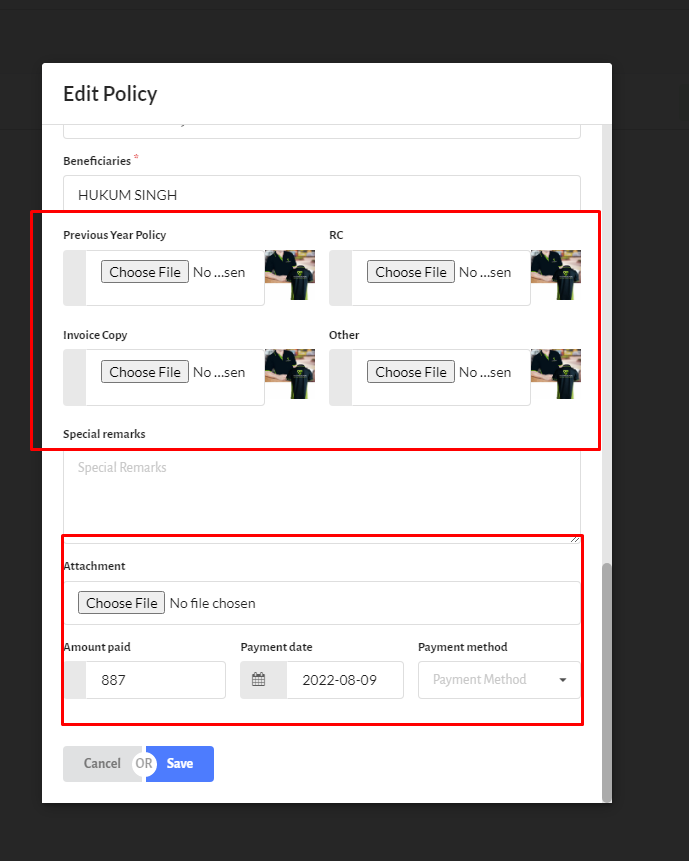 Edit Policy
Beneficiaries *
HUKUM SINGH
Previous Year Policy RC
Choose File No ...sen Choose File No ...sen
Invoice Copy Other
Choose File No ...sen Choose File No ...sen
Special remarks
Special Remarks
Attachment
Choose File No file chosen
Amount paid Payment date Payment method
887 2022-08-09 Payment Method
Cancel OR Save